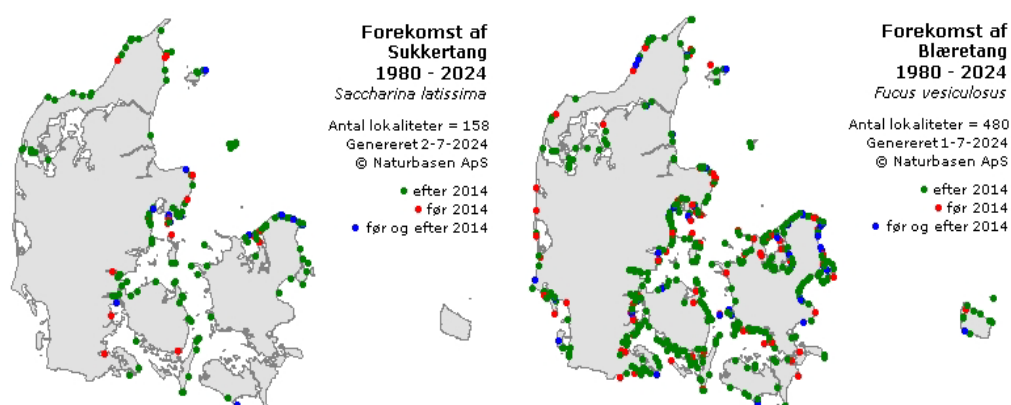 Forekomst af
Sukkertang
1980 - 2024
Saccharina latissima
Antal lokaliteter = 158
Genereret 2-7-2024
© Naturbasen ApS
efter 2014
før 2014
før og efter 2014
Forekomst af
Blæretang
1980 - 2024
Fucus vesiculosus
Antal lokaliteter = 480
Genereret 1-7-2024
© Naturbasen ApS
efter 2014
før 2014
før og efter 2014